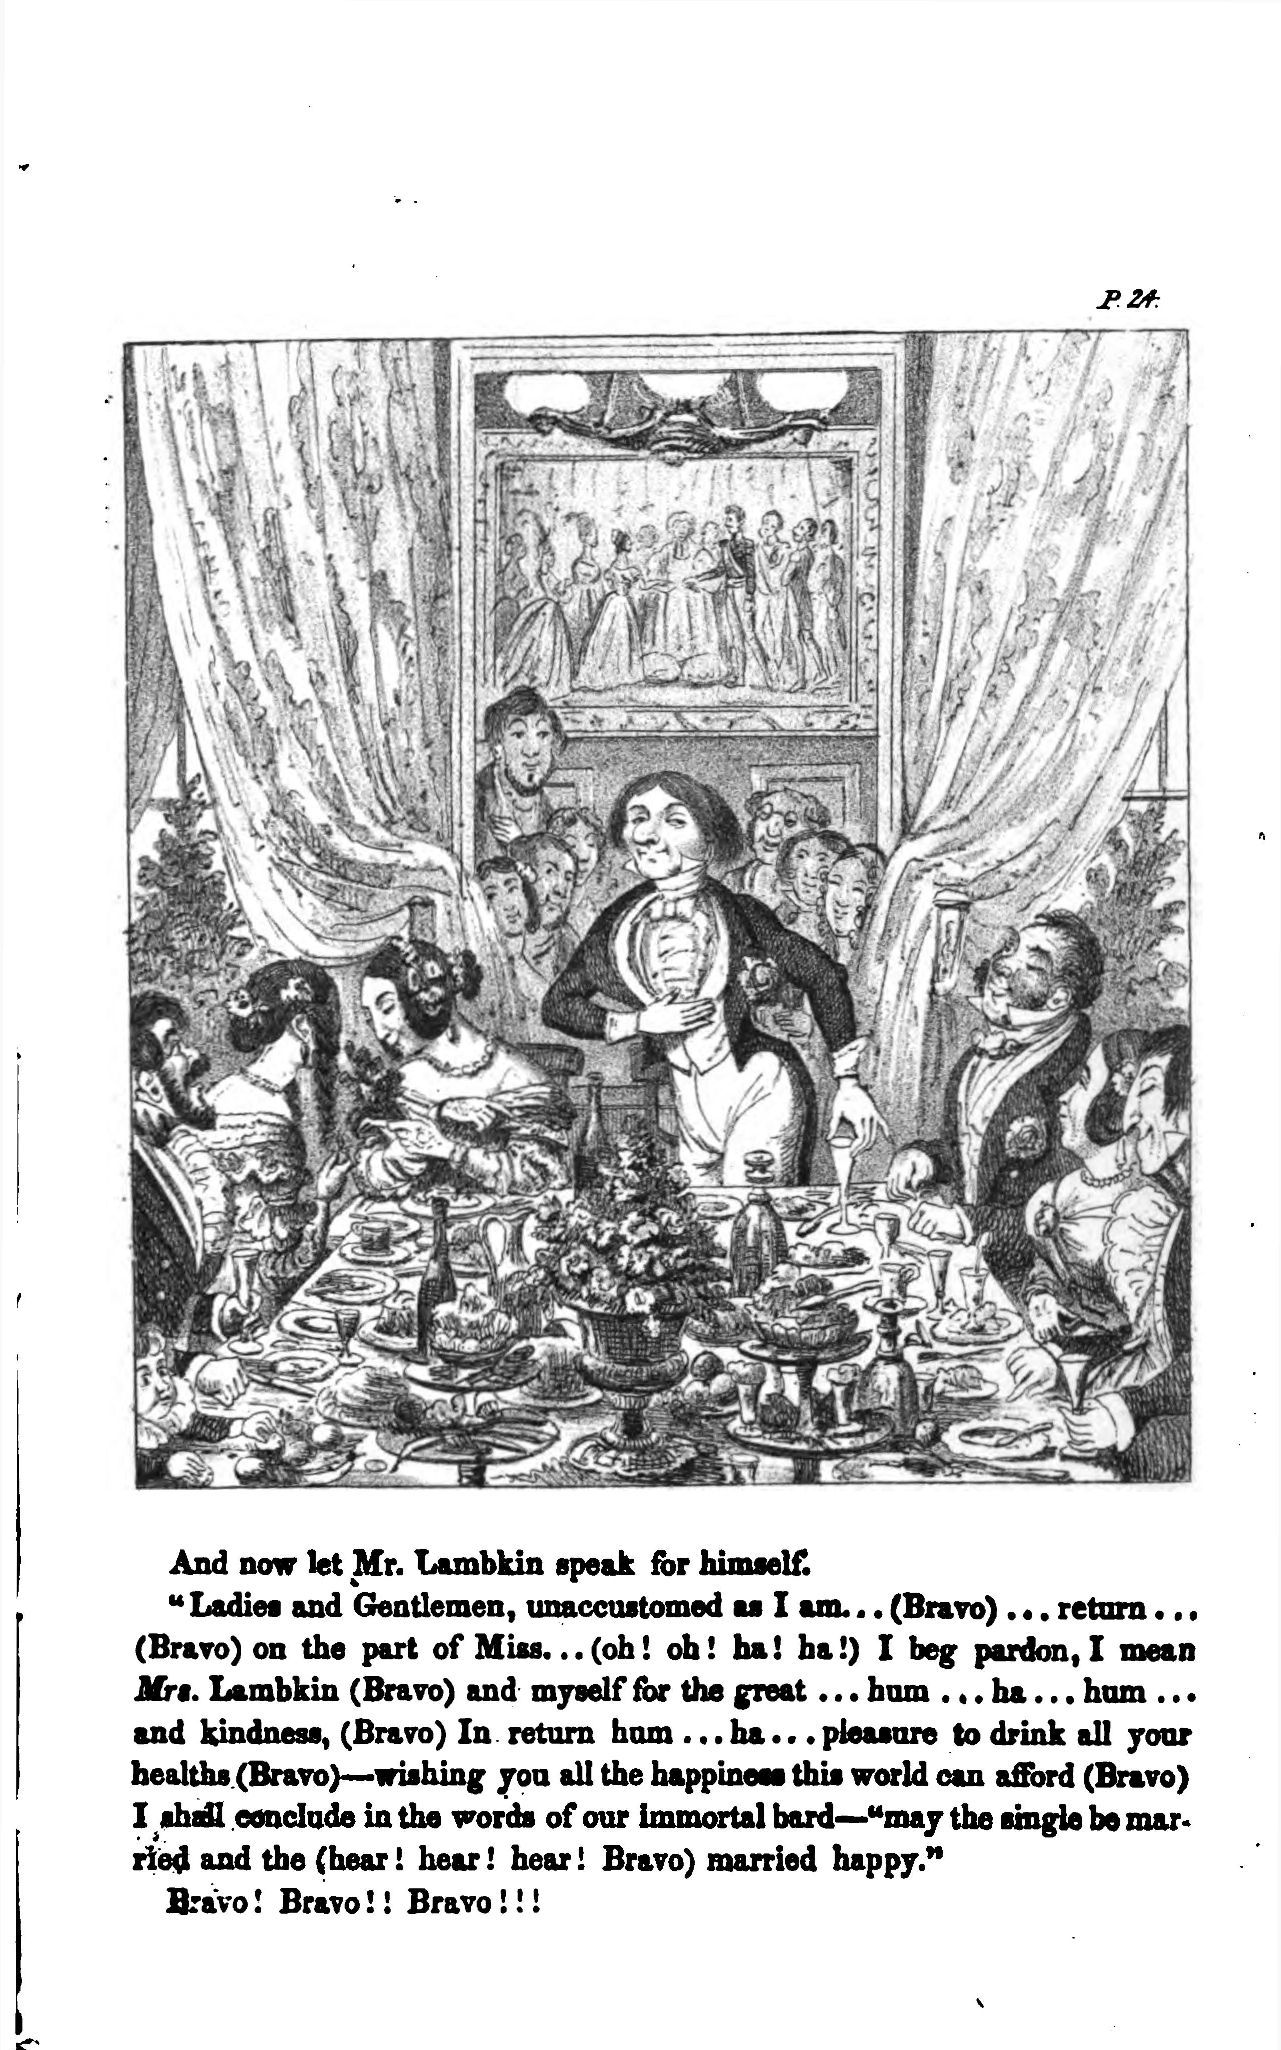 P. 24.
And now let Mr. Lambkin speak for himself.
"Ladies and Gentlemen, unaccustomed as I am... (Bravo) ... return ...
(Bravo) on the part of Miss... (oh! oh! ha! ha!) I beg pardon, I mean
Mrs. Lambkin (Bravo) and myself for the great ... hum ... ha ... hum ...
and kindness, (Bravo) In return hum ... ha ... pleasure to drink all your
healths (Bravo)—wishing you all the happiness this world can afford (Bravo)
I shall conclude in the words of our immortal bard—"may the single be mar-
ried and the (hear! hear! hear! Bravo) married happy."
Bravo! Bravo!! Bravo!!!